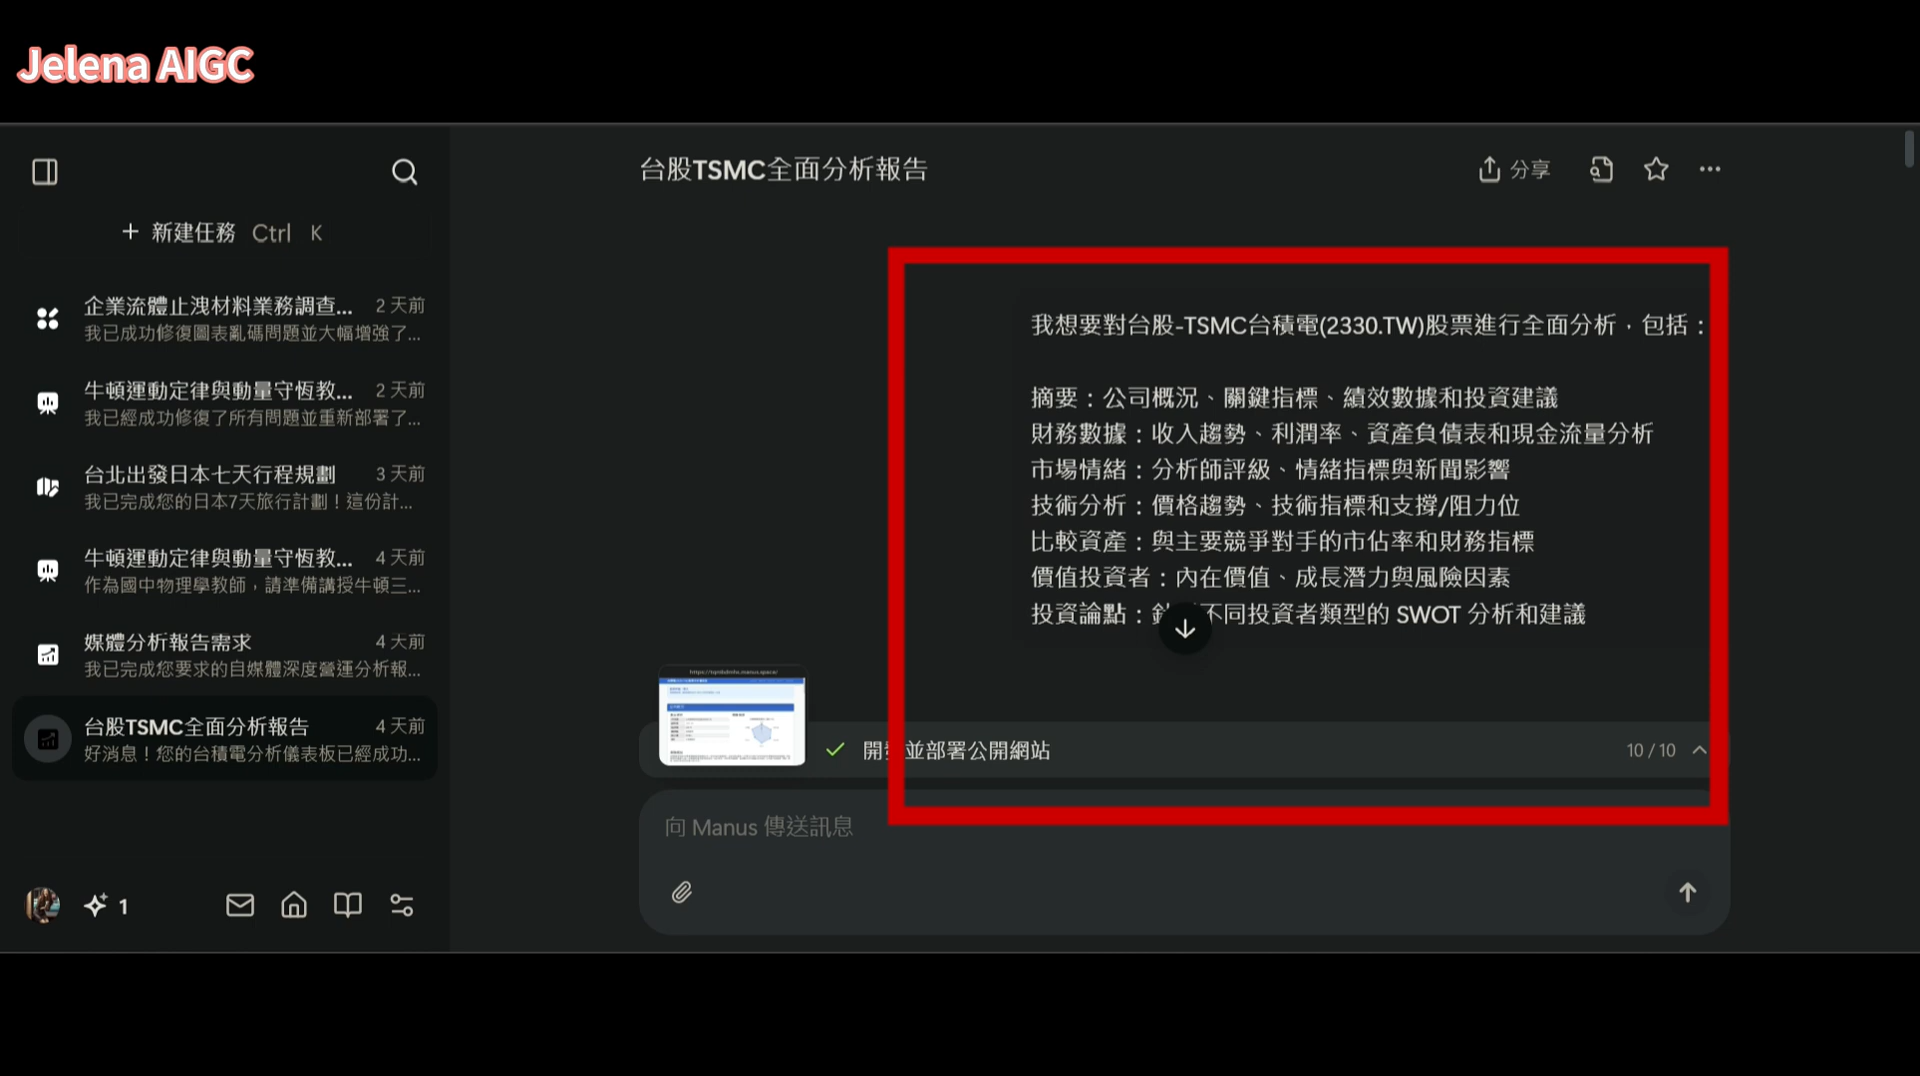 Jelena AIGC
台股TSMC全面分析報告
分享
+ 新建任務 Ctrl K
企業流體止洩材料業務調查... 2 天前
我已成功修復圖表亂碼問題並大幅增強了...
牛頓運動定律與動量守恆教... 2 天前
我已經成功修復了所有問題並重新部署了...
台北出發日本七天行程規劃 3 天前
我已完成您的日本7天旅行計劃！這份計...
牛頓運動定律與動量守恆教... 4 天前
作為國中物理學教師，請準備講授牛頓三...
媒體分析報告需求 4 天前
我已完成您要求的自媒體深度營運分析報...
台股TSMC全面分析報告 4 天前
好消息！您的台積電分析儀表板已經成功...
1
我想要對台股-TSMC台積電(2330.TW)股票進行全面分析，包括：
摘要：公司概況、關鍵指標、績效數據和投資建議
財務數據：收入趨勢、利潤率、資產負債表和現金流量分析
市場情緒：分析師評級、情緒指標與新聞影響
技術分析：價格趨勢、技術指標和支撐/阻力位
比較資產：與主要競爭對手的市佔率和財務指標
價值投資者：內在價值、成長潛力與風險因素
投資論點：不同投資者類型的 SWOT 分析和建議
開發並部署公開網站 10 / 10
向 Manus 傳送訊息